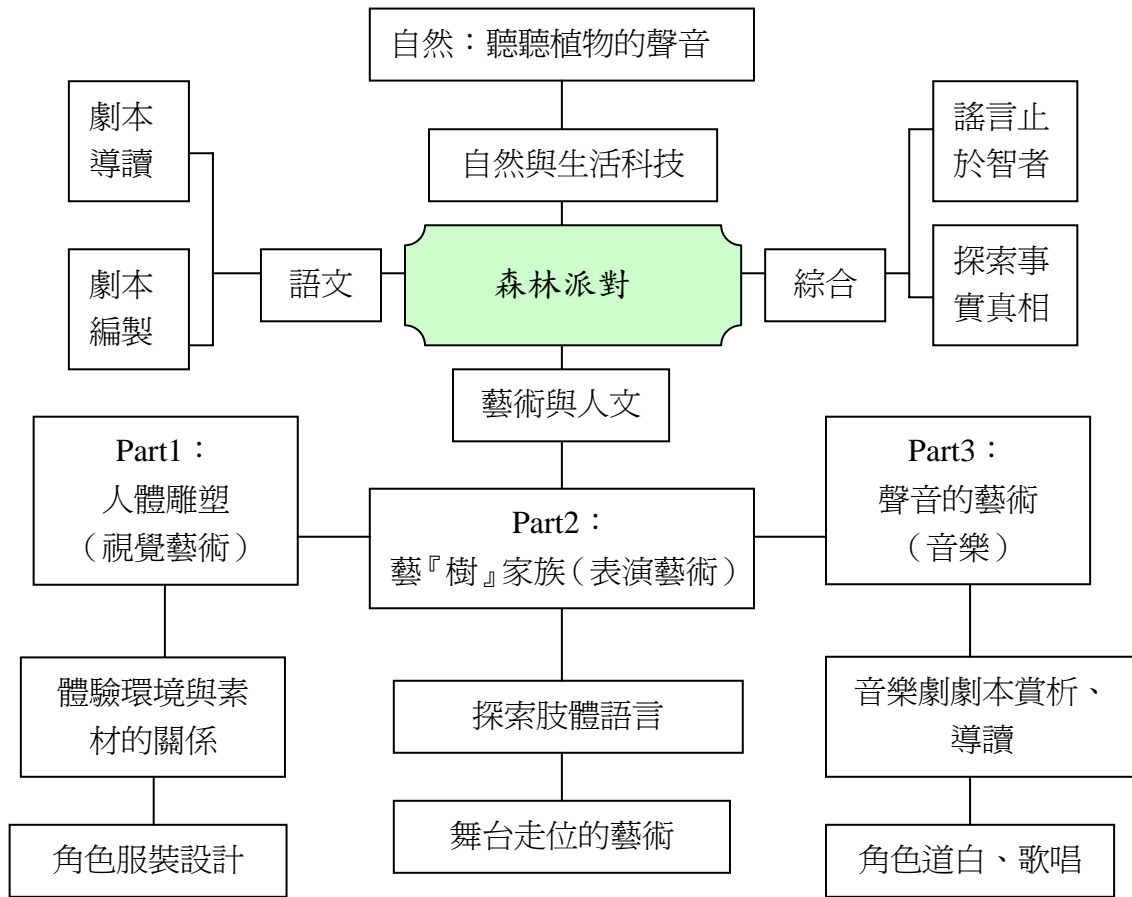 自然：聽聽植物的聲音
自然與生活科技
劇本
導讀
劇本
編製
語文
森林派對
綜合
謠言止
於智者
探索事
實真相
藝術與人文
Part1：
人體雕塑
（視覺藝術）
Part2：
藝『樹』家族（表演藝術）
Part3：
聲音的藝術
（音樂）
體驗環境與素
材的關係
探索肢體語言
音樂劇劇本賞析、
導讀
角色服裝設計
舞台走位的藝術
角色道白、歌唱